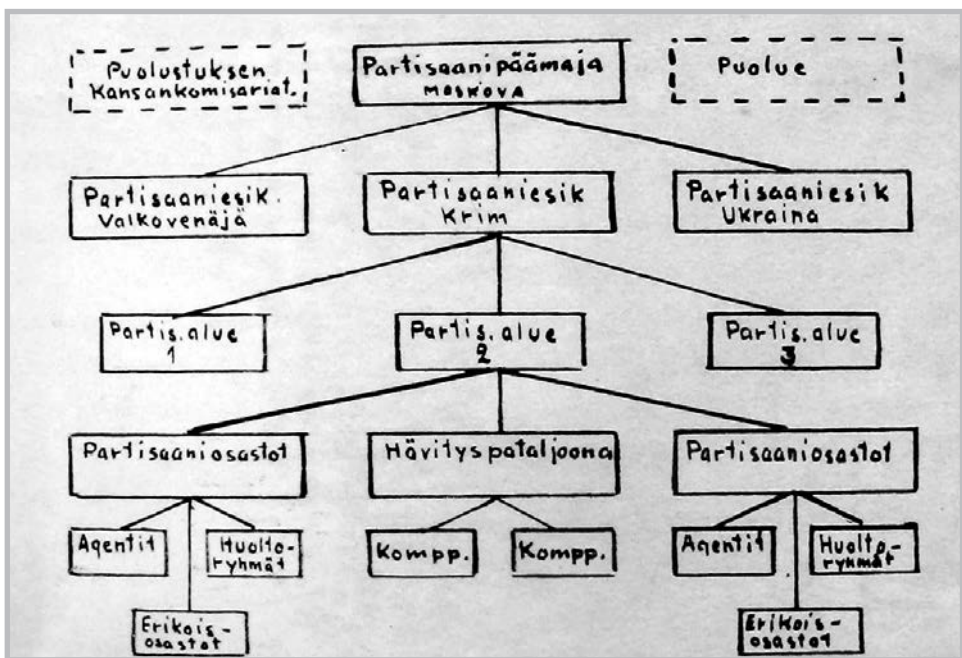 Puolustuksen
Kansankomisariat.
Partisaanipäämaja
MOSKOVA
Puolue
Partisaaniesik.
Valkovenäjä
Partisaaniesik
Krim
Partisaaniesik
Ukraina
Partis.alue
1
Partis.alue
2
Partis.alue
3
Partisaaniosastot
Hävityspataljoona
Partisaaniosastot
Agentit
Huolto-
ryhmät
Kompp.
Kompp.
Agentit
Huolto-
ryhmät
Erikois-
osastot
Erikois-
osastot